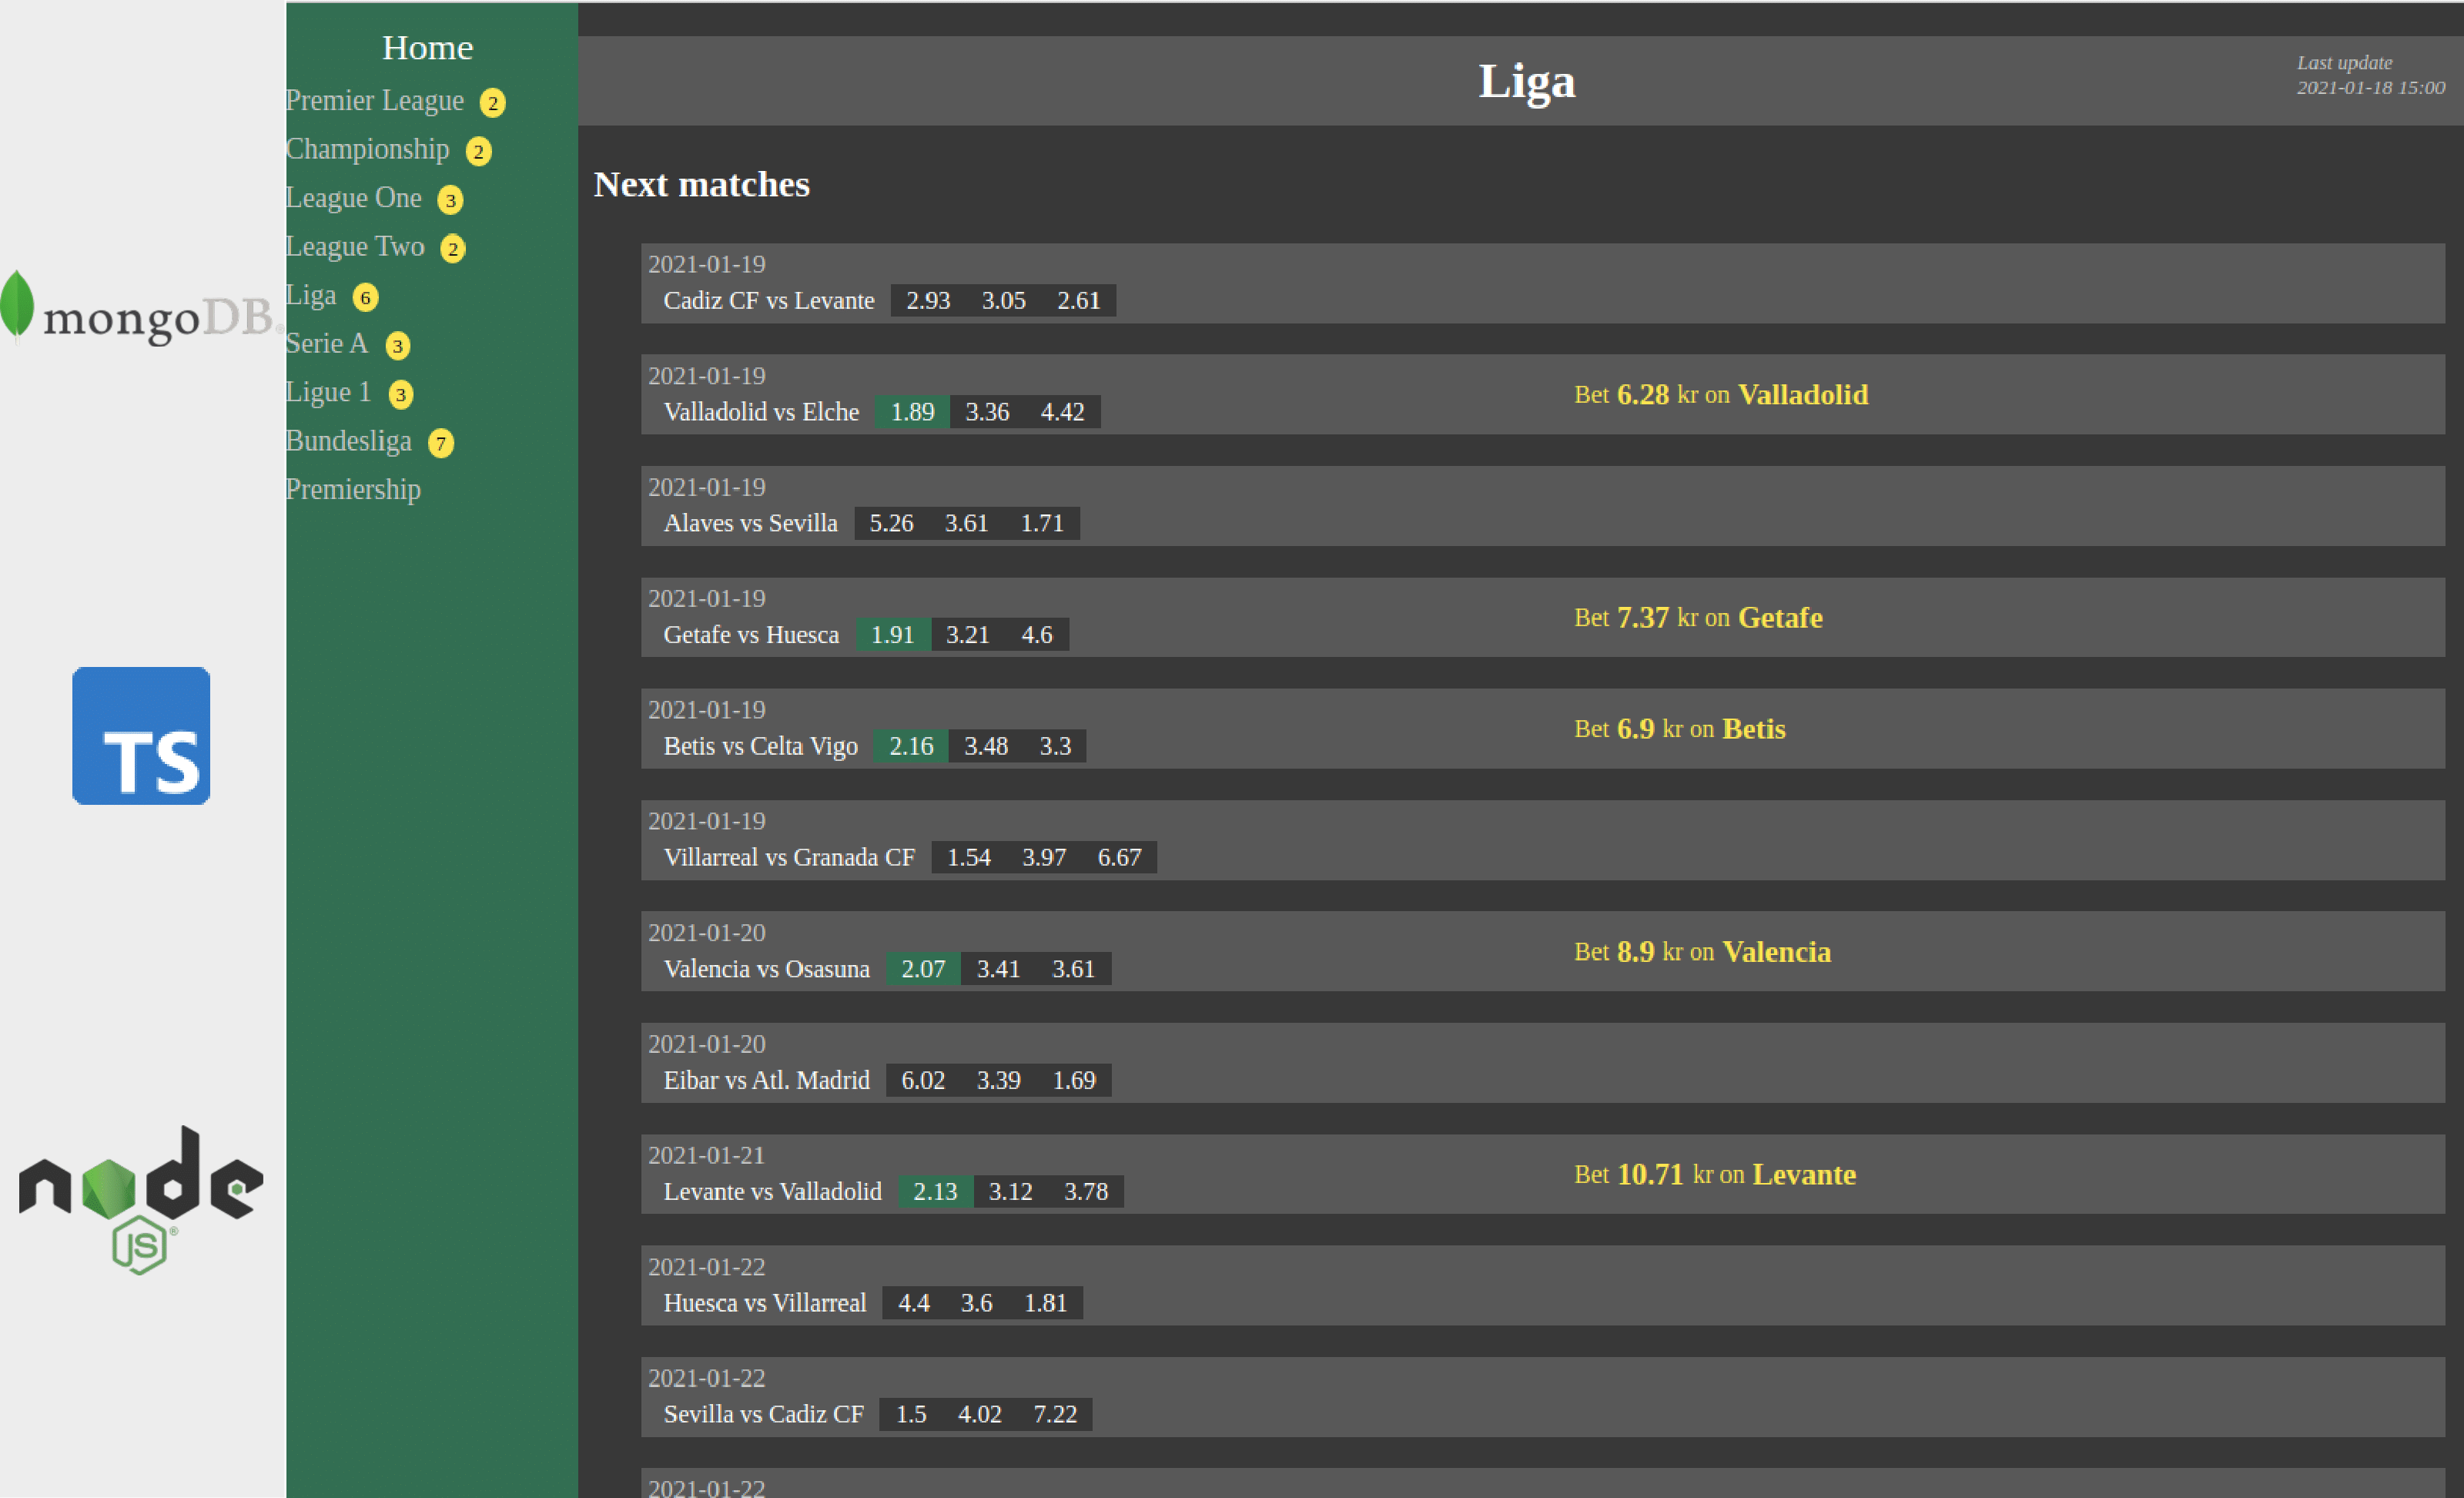 mongoDB®
TS
node
JS®
Home
Premier League 2
Championship 2
League One 3
League Two 2
Liga 6
Serie A 3
Ligue 1 3
Bundesliga 7
Premiership
Liga
Last update
2021-01-18 15:00
Next matches
2021-01-19
Cadiz CF vs Levante 2.93 3.05 2.61
2021-01-19
Valladolid vs Elche 1.89 3.36 4.42
Bet 6.28 kr on Valladolid
2021-01-19
Alaves vs Sevilla 5.26 3.61 1.71
2021-01-19
Getafe vs Huesca 1.91 3.21 4.6
Bet 7.37 kr on Getafe
2021-01-19
Betis vs Celta Vigo 2.16 3.48 3.3
Bet 6.9 kr on Betis
2021-01-19
Villarreal vs Granada CF 1.54 3.97 6.67
2021-01-20
Valencia vs Osasuna 2.07 3.41 3.61
Bet 8.9 kr on Valencia
2021-01-20
Eibar vs Atl. Madrid 6.02 3.39 1.69
2021-01-21
Levante vs Valladolid 2.13 3.12 3.78
Bet 10.71 kr on Levante
2021-01-22
Huesca vs Villarreal 4.4 3.6 1.81
2021-01-22
Sevilla vs Cadiz CF 1.5 4.02 7.22
2021-01-22